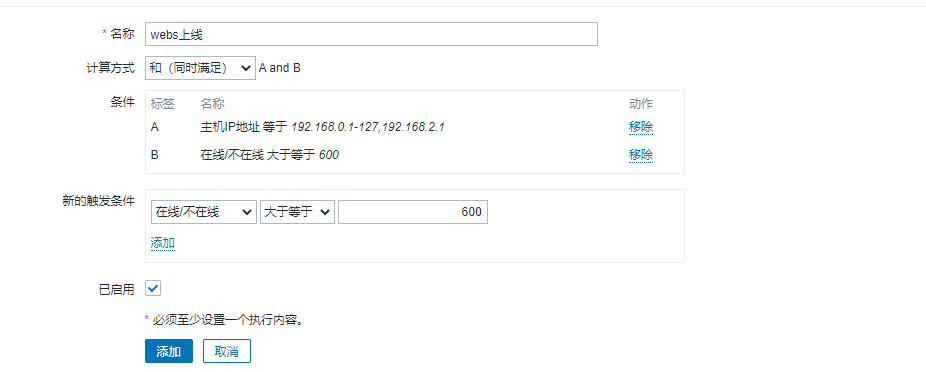 * 名称 webs上线
计算方式 和（同时满足） A and B
条件 标签 名称 动作
A 主机IP地址 等于 192.168.0.1-127,192.168.2.1 移除
B 在线/不在线 大于等于 600 移除
新的触发条件
在线/不在线 大于等于 600
添加
已启用
* 必须至少设置一个执行内容。
添加 取消